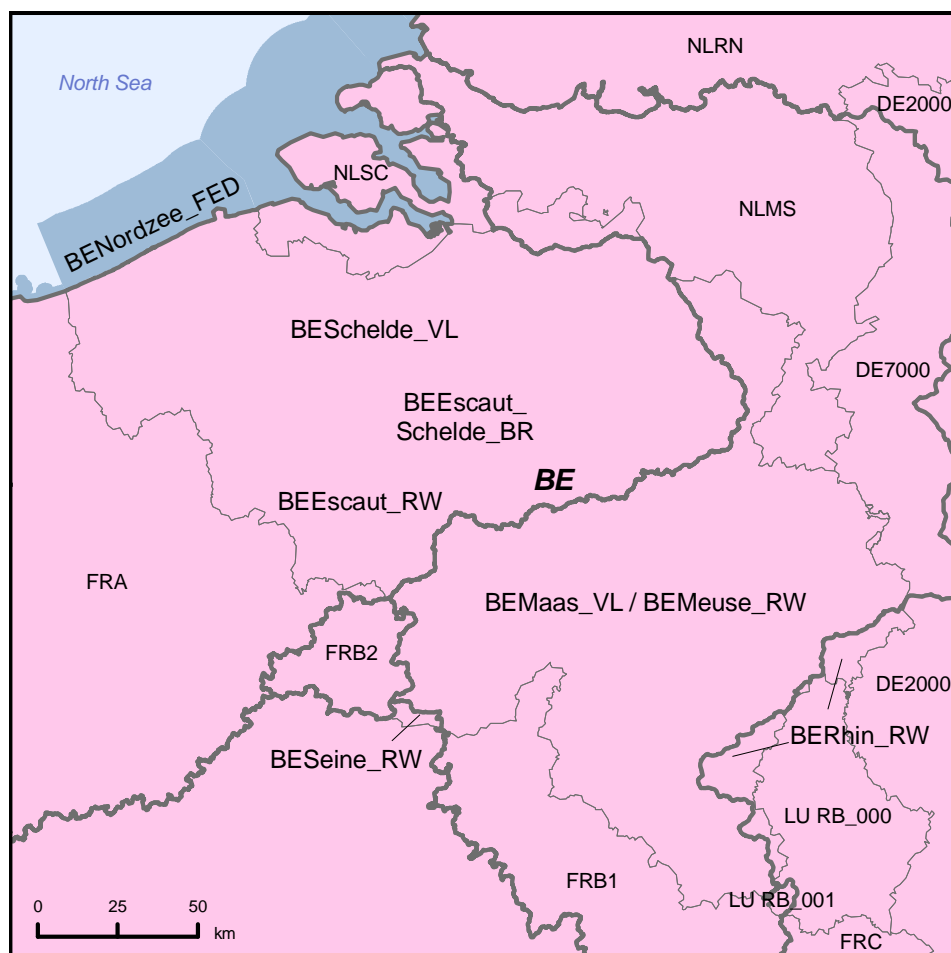 NLRN
North Sea
DE2000
NLSC
NLMS
BENordzee_FED
BESchelde_VL
DE7000
BEEscaut_
Schelde_BR
BE
BEEscaut_RW
FRA
BEMaas_VL / BEMeuse_RW
FRB2
DE2000
BERhin_RW
BESeine_RW
LU RB_000
FRB1
LU RB_001
0 25 50
km
FRC